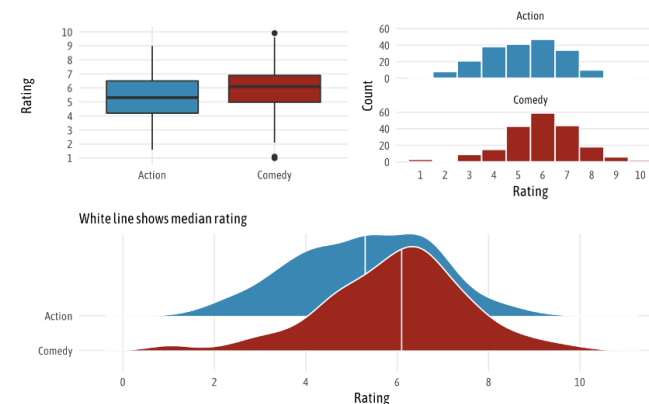 Rating
10
9
8
7
6
5
4
3
2
1
Action Comedy
Count
Action
60
40
20
0
Comedy
60
40
20
0
1 2 3 4 5 6 7 8 9 10
Rating
White line shows median rating
Action
Comedy
0 2 4 6 8 10
Rating